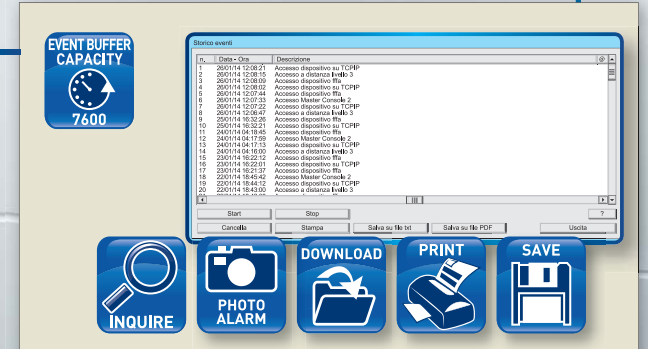 EVENT BUFFER
CAPACITY
7600
Storico eventi
n. Data - Ora Descrizione @
1 26/01/14 12:08:21 Accesso dispositivo su TCPIP
2 26/01/14 12:08:15 Accesso a distanza livello 3
3 26/01/14 12:08:09 Accesso dispositivo ffa
4 26/01/14 12:08:02 Accesso dispositivo su TCPIP
5 26/01/14 12:07:44 Accesso dispositivo ffa
6 26/01/14 12:07:33 Accesso Master Console 2
7 26/01/14 12:07:22 Accesso dispositivo su TCPIP
8 26/01/14 12:06:47 Accesso a distanza livello 3
9 25/01/14 16:32:26 Accesso dispositivo ffa
10 25/01/14 16:32:21 Accesso dispositivo su TCPIP
11 24/01/14 04:18:45 Accesso dispositivo ffa
12 24/01/14 04:17:59 Accesso Master Console 2
13 24/01/14 04:17:13 Accesso dispositivo su TCPIP
14 24/01/14 04:16:00 Accesso a distanza livello 3
15 23/01/14 16:22:12 Accesso dispositivo ffa
16 23/01/14 16:22:01 Accesso dispositivo su TCPIP
17 23/01/14 16:21:37 Accesso dispositivo ffa
18 22/01/14 18:45:42 Accesso Master Console 2
19 22/01/14 18:44:12 Accesso dispositivo su TCPIP
20 22/01/14 18:43:00 Accesso a distanza livello 3
Start Stop ?
Cancella Stampa Salva su file txt Salva su file PDF Uscita
INQUIRE
PHOTO
ALARM
DOWNLOAD
PRINT
SAVE